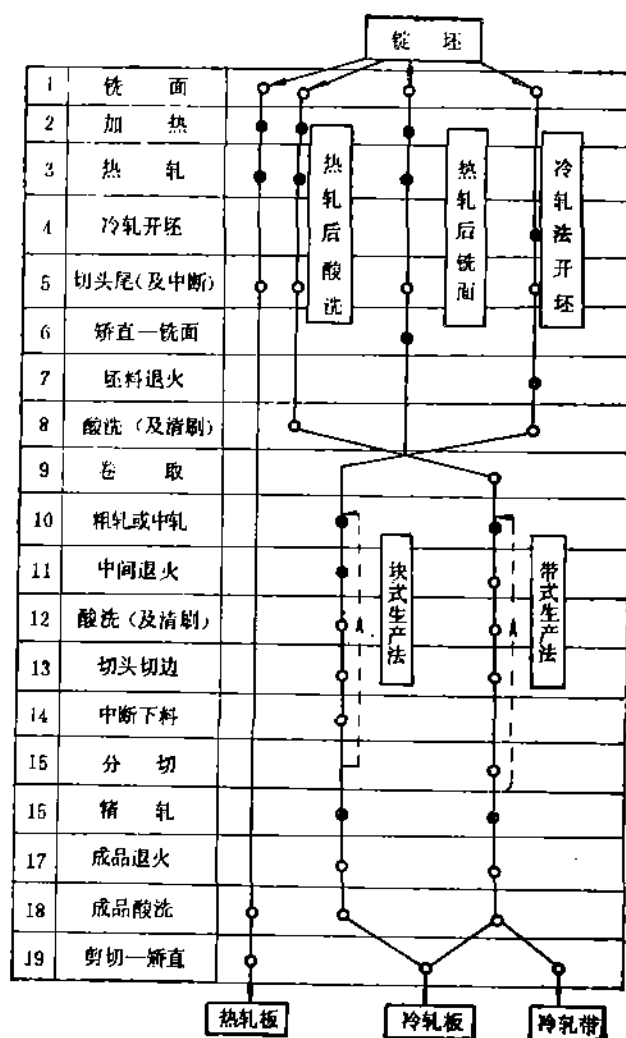 锭 坯
1 铣 面
2 加 热
3 热 轧
4 冷轧开坯
5 切头尾(及中断)
6 矫直—铣面
7 坯料退火
8 酸洗(及清刷)
9 卷 取
10 粗轧或中轧
11 中间退火
12 酸洗(及清刷)
13 切头切边
14 中断下料
15 分 切
15 精 轧
17 成品退火
18 成品酸洗
19 剪切—矫直
热轧后酸洗
热轧后铣面
冷轧法开坯
块式生产法
带式生产法
热轧板
冷轧板
冷轧带